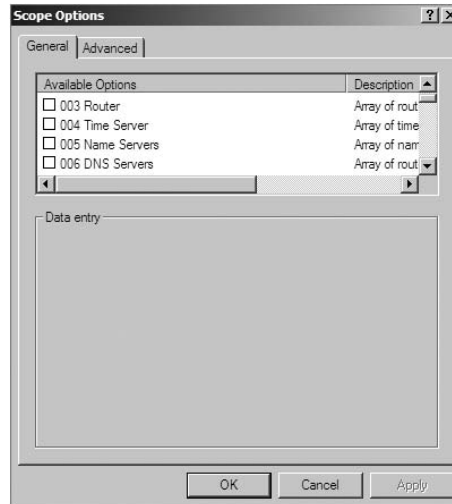 Scope Options
General Advanced
Available Options Description
003 Router Array of rout
004 Time Server Array of time
005 Name Servers Array of nam
006 DNS Servers Array of rout
Data entry
OK Cancel Apply